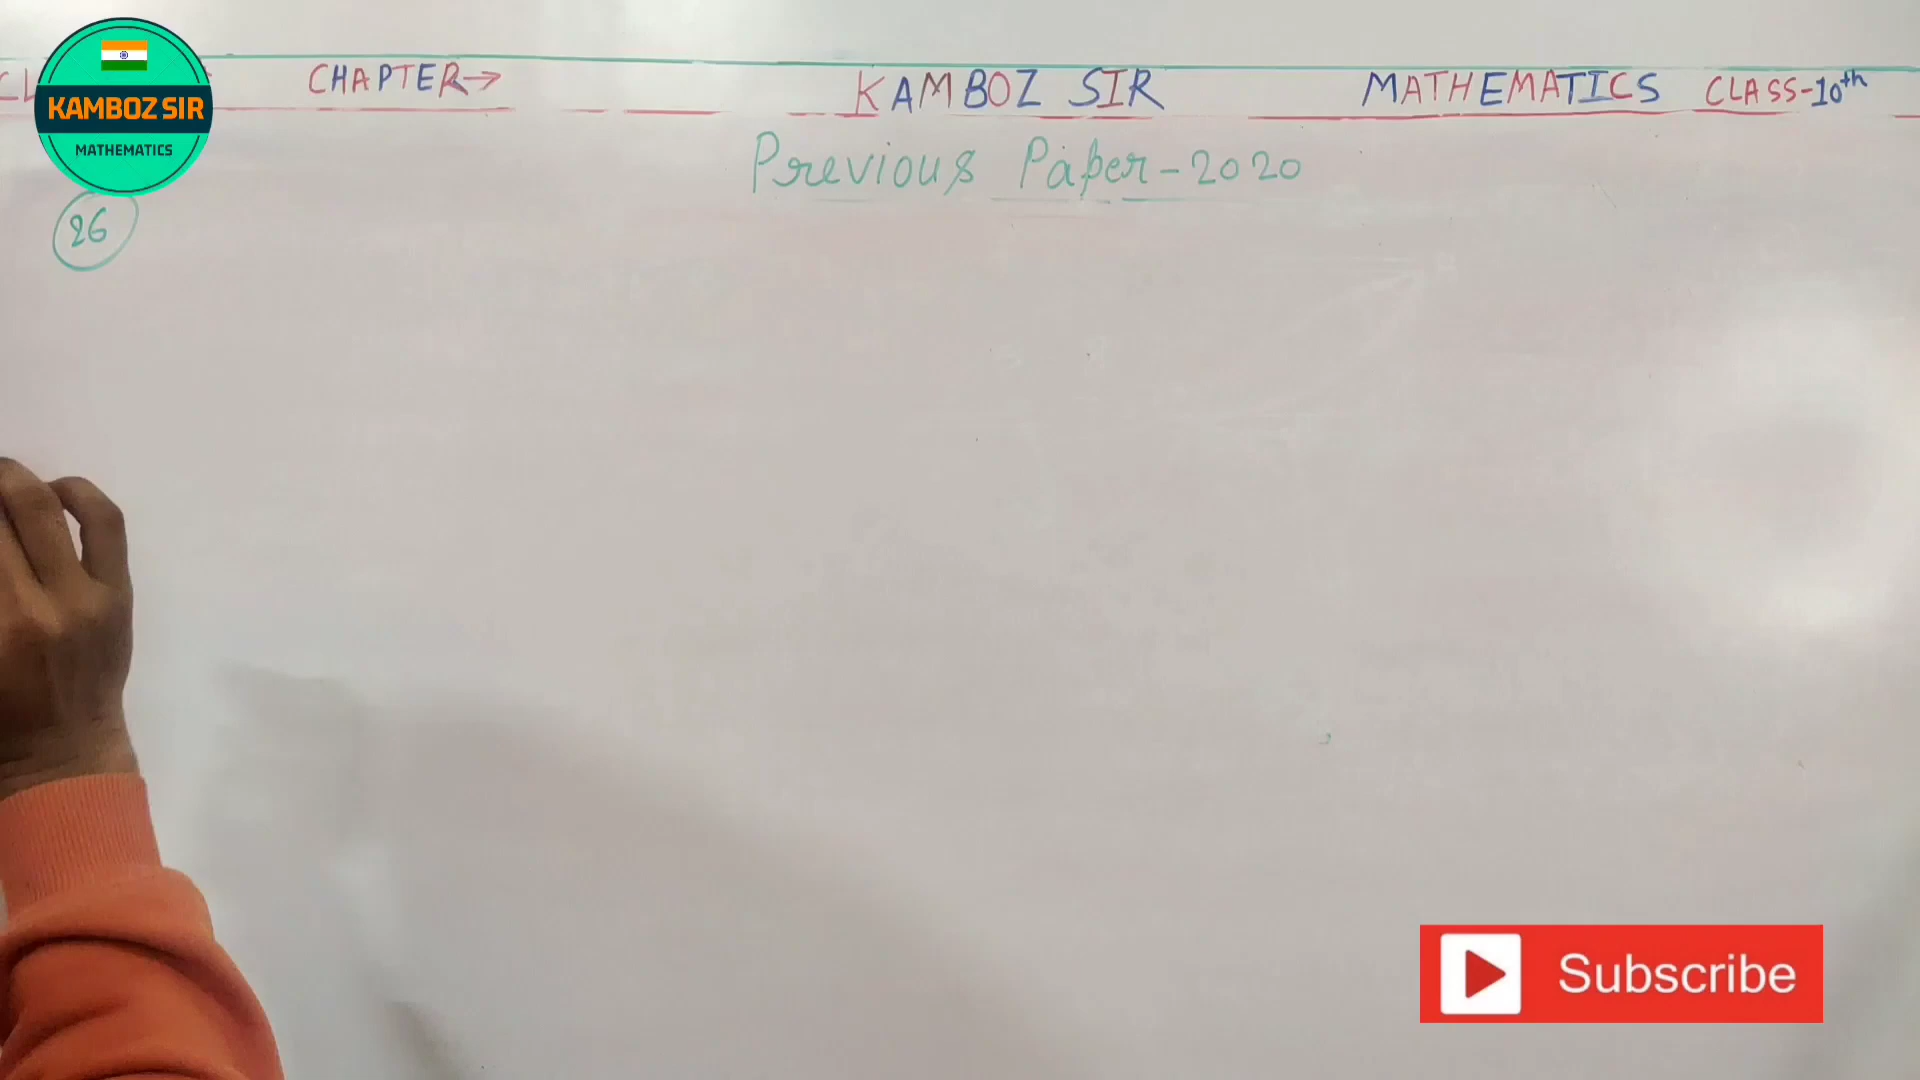 CHAPTER→ KAMBOZ SIR MATHEMATICS CLASS-10th
KAMBOZ SIR
MATHEMATICS
Previous Paper-2020
26
Subscribe